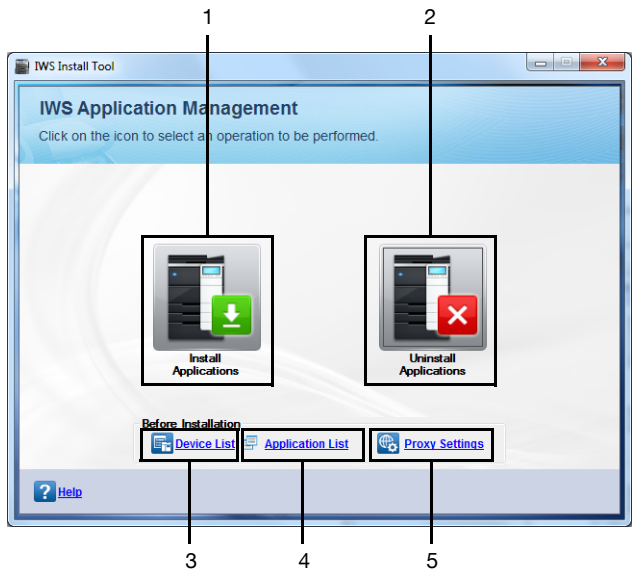 1 2
IWS Install Tool
IWS Application Management
Click on the icon to select an operation to be performed.
Install
Applications
Uninstall
Applications
Before Installation
Device List Application List Proxy Settings
? Help
3 4 5